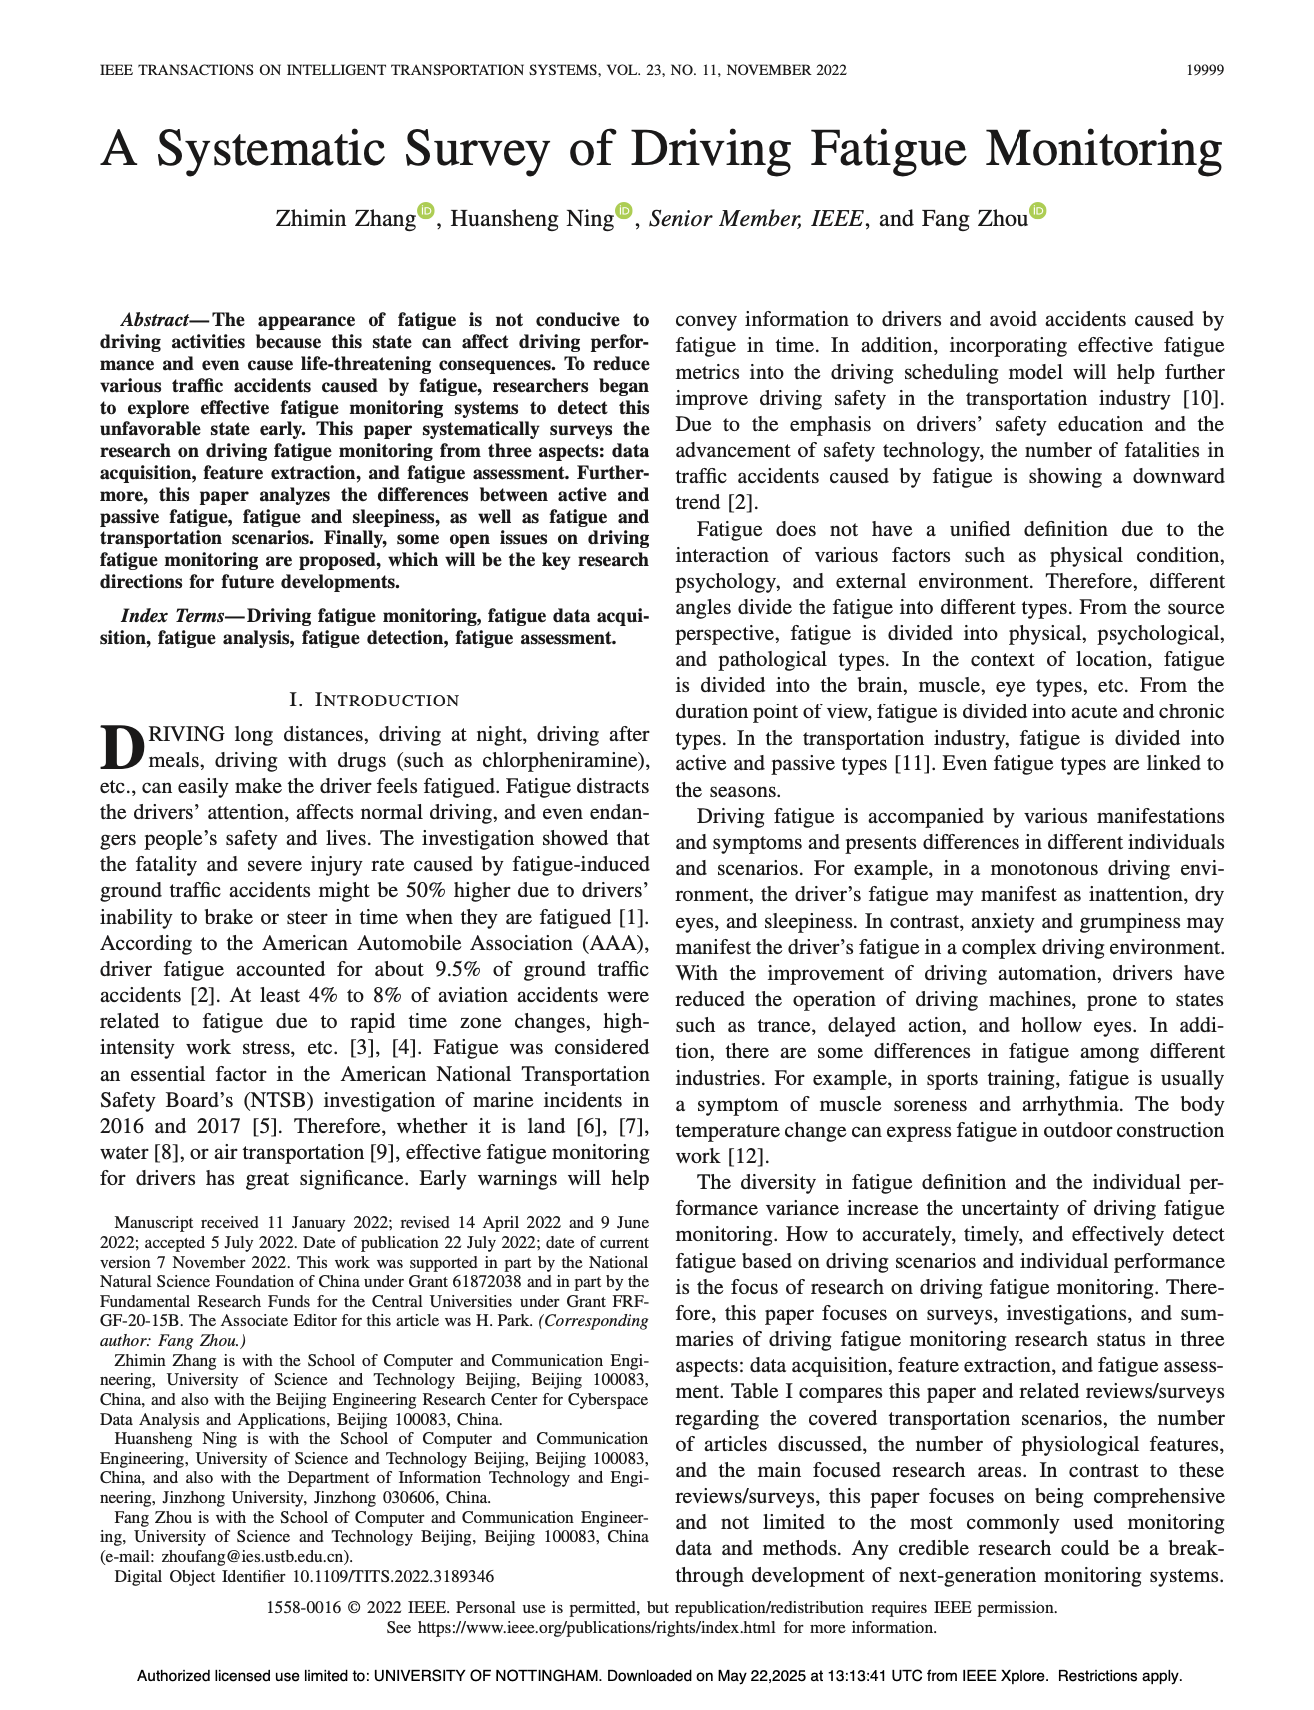 IEEE TRANSACTIONS ON INTELLIGENT TRANSPORTATION SYSTEMS, VOL. 23, NO. 11, NOVEMBER 2022 19999
A Systematic Survey of Driving Fatigue Monitoring
Zhimin Zhang, Huansheng Ning, Senior Member, IEEE, and Fang Zhou
Abstract—The appearance of fatigue is not conducive to
driving activities because this state can affect driving perfor-
mance and even cause life-threatening consequences. To reduce
various traffic accidents caused by fatigue, researchers began
to explore effective fatigue monitoring systems to detect this
unfavorable state early. This paper systematically surveys the
research on driving fatigue monitoring from three aspects: data
acquisition, feature extraction, and fatigue assessment. Further-
more, this paper analyzes the differences between active and
passive fatigue, fatigue and sleepiness, as well as fatigue and
transportation scenarios. Finally, some open issues on driving
fatigue monitoring are proposed, which will be the key research
directions for future developments.
Index Terms—Driving fatigue monitoring, fatigue data acqui-
sition, fatigue analysis, fatigue detection, fatigue assessment.
I. INTRODUCTION
DRIVING long distances, driving at night, driving after
meals, driving with drugs (such as chlorpheniramine),
etc., can easily make the driver feels fatigued. Fatigue distracts
the drivers' attention, affects normal driving, and even endan-
gers people's safety and lives. The investigation showed that
the fatality and severe injury rate caused by fatigue-induced
ground traffic accidents might be 50% higher due to drivers'
inability to brake or steer in time when they are fatigued [1].
According to the American Automobile Association (AAA),
driver fatigue accounted for about 9.5% of ground traffic
accidents [2]. At least 4% to 8% of aviation accidents were
related to fatigue due to rapid time zone changes, high-
intensity work stress, etc. [3], [4]. Fatigue was considered
an essential factor in the American National Transportation
Safety Board's (NTSB) investigation of marine incidents in
2016 and 2017 [5]. Therefore, whether it is land [6], [7],
water [8], or air transportation [9], effective fatigue monitoring
for drivers has great significance. Early warnings will help
Manuscript received 11 January 2022; revised 14 April 2022 and 9 June
2022; accepted 5 July 2022. Date of publication 22 July 2022; date of current
version 7 November 2022. This work was supported in part by the National
Natural Science Foundation of China under Grant 61872038 and in part by the
Fundamental Research Funds for the Central Universities under Grant FRF-
GF-20-15B. The Associate Editor for this article was H. Park. (Corresponding
author: Fang Zhou.)
Zhimin Zhang is with the School of Computer and Communication Engi-
neering, University of Science and Technology Beijing, Beijing 100083,
China, and also with the Beijing Engineering Research Center for Cyberspace
Data Analysis and Applications, Beijing 100083, China.
Huansheng Ning is with the School of Computer and Communication
Engineering, University of Science and Technology Beijing, Beijing 100083,
China, and also with the Department of Information Technology and Engi-
neering, Jinzhong University, Jinzhong 030606, China.
Fang Zhou is with the School of Computer and Communication Engineer-
ing, University of Science and Technology Beijing, Beijing 100083, China
(e-mail: zhoufang@ies.ustb.edu.cn).
Digital Object Identifier 10.1109/TITS.2022.3189346
convey information to drivers and avoid accidents caused by
fatigue in time. In addition, incorporating effective fatigue
metrics into the driving scheduling model will help further
improve driving safety in the transportation industry [10].
Due to the emphasis on drivers' safety education and the
advancement of safety technology, the number of fatalities in
traffic accidents caused by fatigue is showing a downward
trend [2].
Fatigue does not have a unified definition due to the
interaction of various factors such as physical condition,
psychology, and external environment. Therefore, different
angles divide the fatigue into different types. From the source
perspective, fatigue is divided into physical, psychological,
and pathological types. In the context of location, fatigue
is divided into the brain, muscle, eye types, etc. From the
duration point of view, fatigue is divided into acute and chronic
types. In the transportation industry, fatigue is divided into
active and passive types [11]. Even fatigue types are linked to
the seasons.
Driving fatigue is accompanied by various manifestations
and symptoms and presents differences in different individuals
and scenarios. For example, in a monotonous driving envi-
ronment, the driver's fatigue may manifest as inattention, dry
eyes, and sleepiness. In contrast, anxiety and grumpiness may
manifest the driver's fatigue in a complex driving environment.
With the improvement of driving automation, drivers have
reduced the operation of driving machines, prone to states
such as trance, delayed action, and hollow eyes. In addi-
tion, there are some differences in fatigue among different
industries. For example, in sports training, fatigue is usually
a symptom of muscle soreness and arrhythmia. The body
temperature change can express fatigue in outdoor construction
work [12].
The diversity in fatigue definition and the individual per-
formance variance increase the uncertainty of driving fatigue
monitoring. How to accurately, timely, and effectively detect
fatigue based on driving scenarios and individual performance
is the focus of research on driving fatigue monitoring. There-
fore, this paper focuses on surveys, investigations, and sum-
maries of driving fatigue monitoring research status in three
aspects: data acquisition, feature extraction, and fatigue assess-
ment. Table I compares this paper and related reviews/surveys
regarding the covered transportation scenarios, the number
of articles discussed, the number of physiological features,
and the main focused research areas. In contrast to these
reviews/surveys, this paper focuses on being comprehensive
and not limited to the most commonly used monitoring
data and methods. Any credible research could be a break-
through development of next-generation monitoring systems.
1558-0016 © 2022 IEEE. Personal use is permitted, but republication/redistribution requires IEEE permission.
See https://www.ieee.org/publications/rights/index.html for more information.
Authorized licensed use limited to: UNIVERSITY OF NOTTINGHAM. Downloaded on May 22,2025 at 13:13:41 UTC from IEEE Xplore. Restrictions apply.